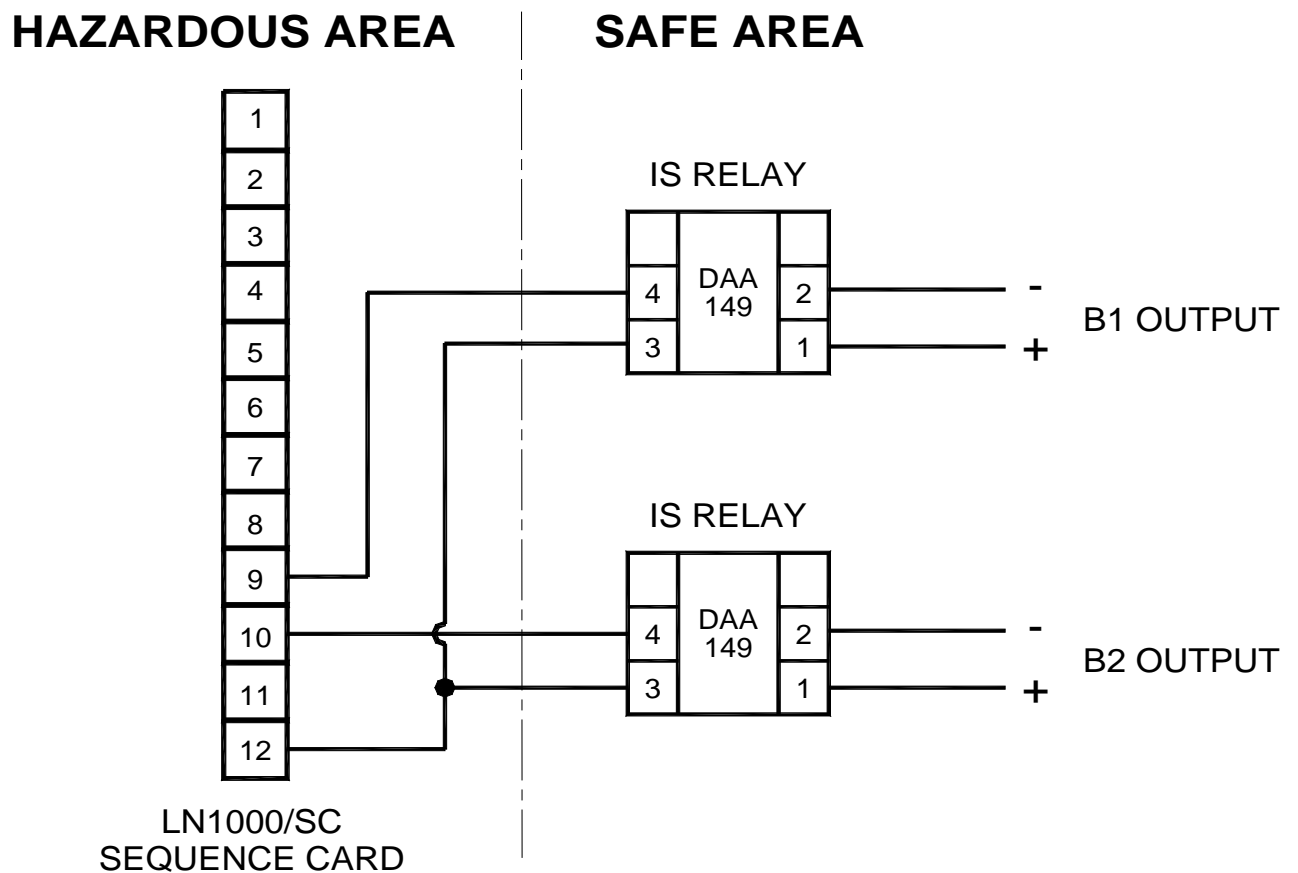 HAZARDOUS AREA
SAFE AREA
1
2
3
4
5
6
7
8
9
10
11
12
LN1000/SC
SEQUENCE CARD
IS RELAY
4
3
DAA
149
2
1
-
+
B1 OUTPUT
IS RELAY
4
3
DAA
149
2
1
-
+
B2 OUTPUT